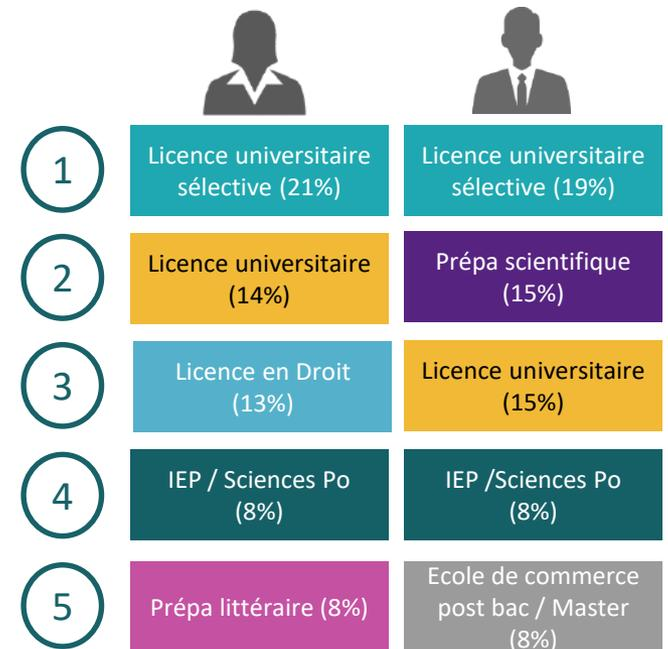 1
Licence universitaire
sélective (21%)
Licence universitaire
sélective (19%)
2
Licence universitaire
(14%)
Prépa scientifique
(15%)
3
Licence en Droit
(13%)
Licence universitaire
(15%)
4
IEP / Sciences Po
(8%)
IEP /Sciences Po
(8%)
5
Prépa littéraire (8%)
Ecole de commerce
post bac / Master
(8%)